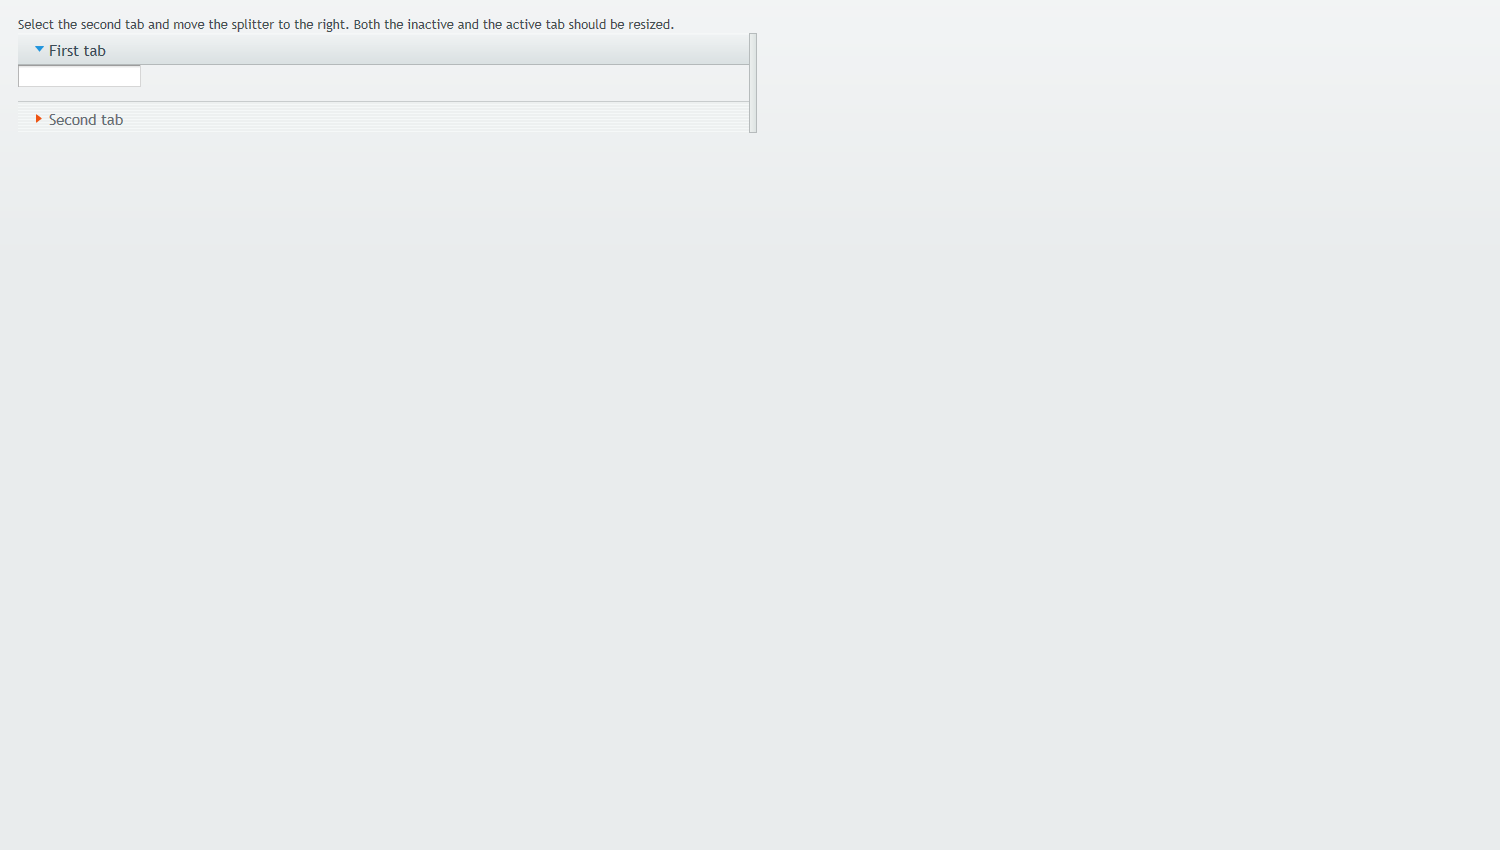 Select the second tab and move the splitter to the right. Both the inactive and the active tab should be resized.
First tab
Second tab